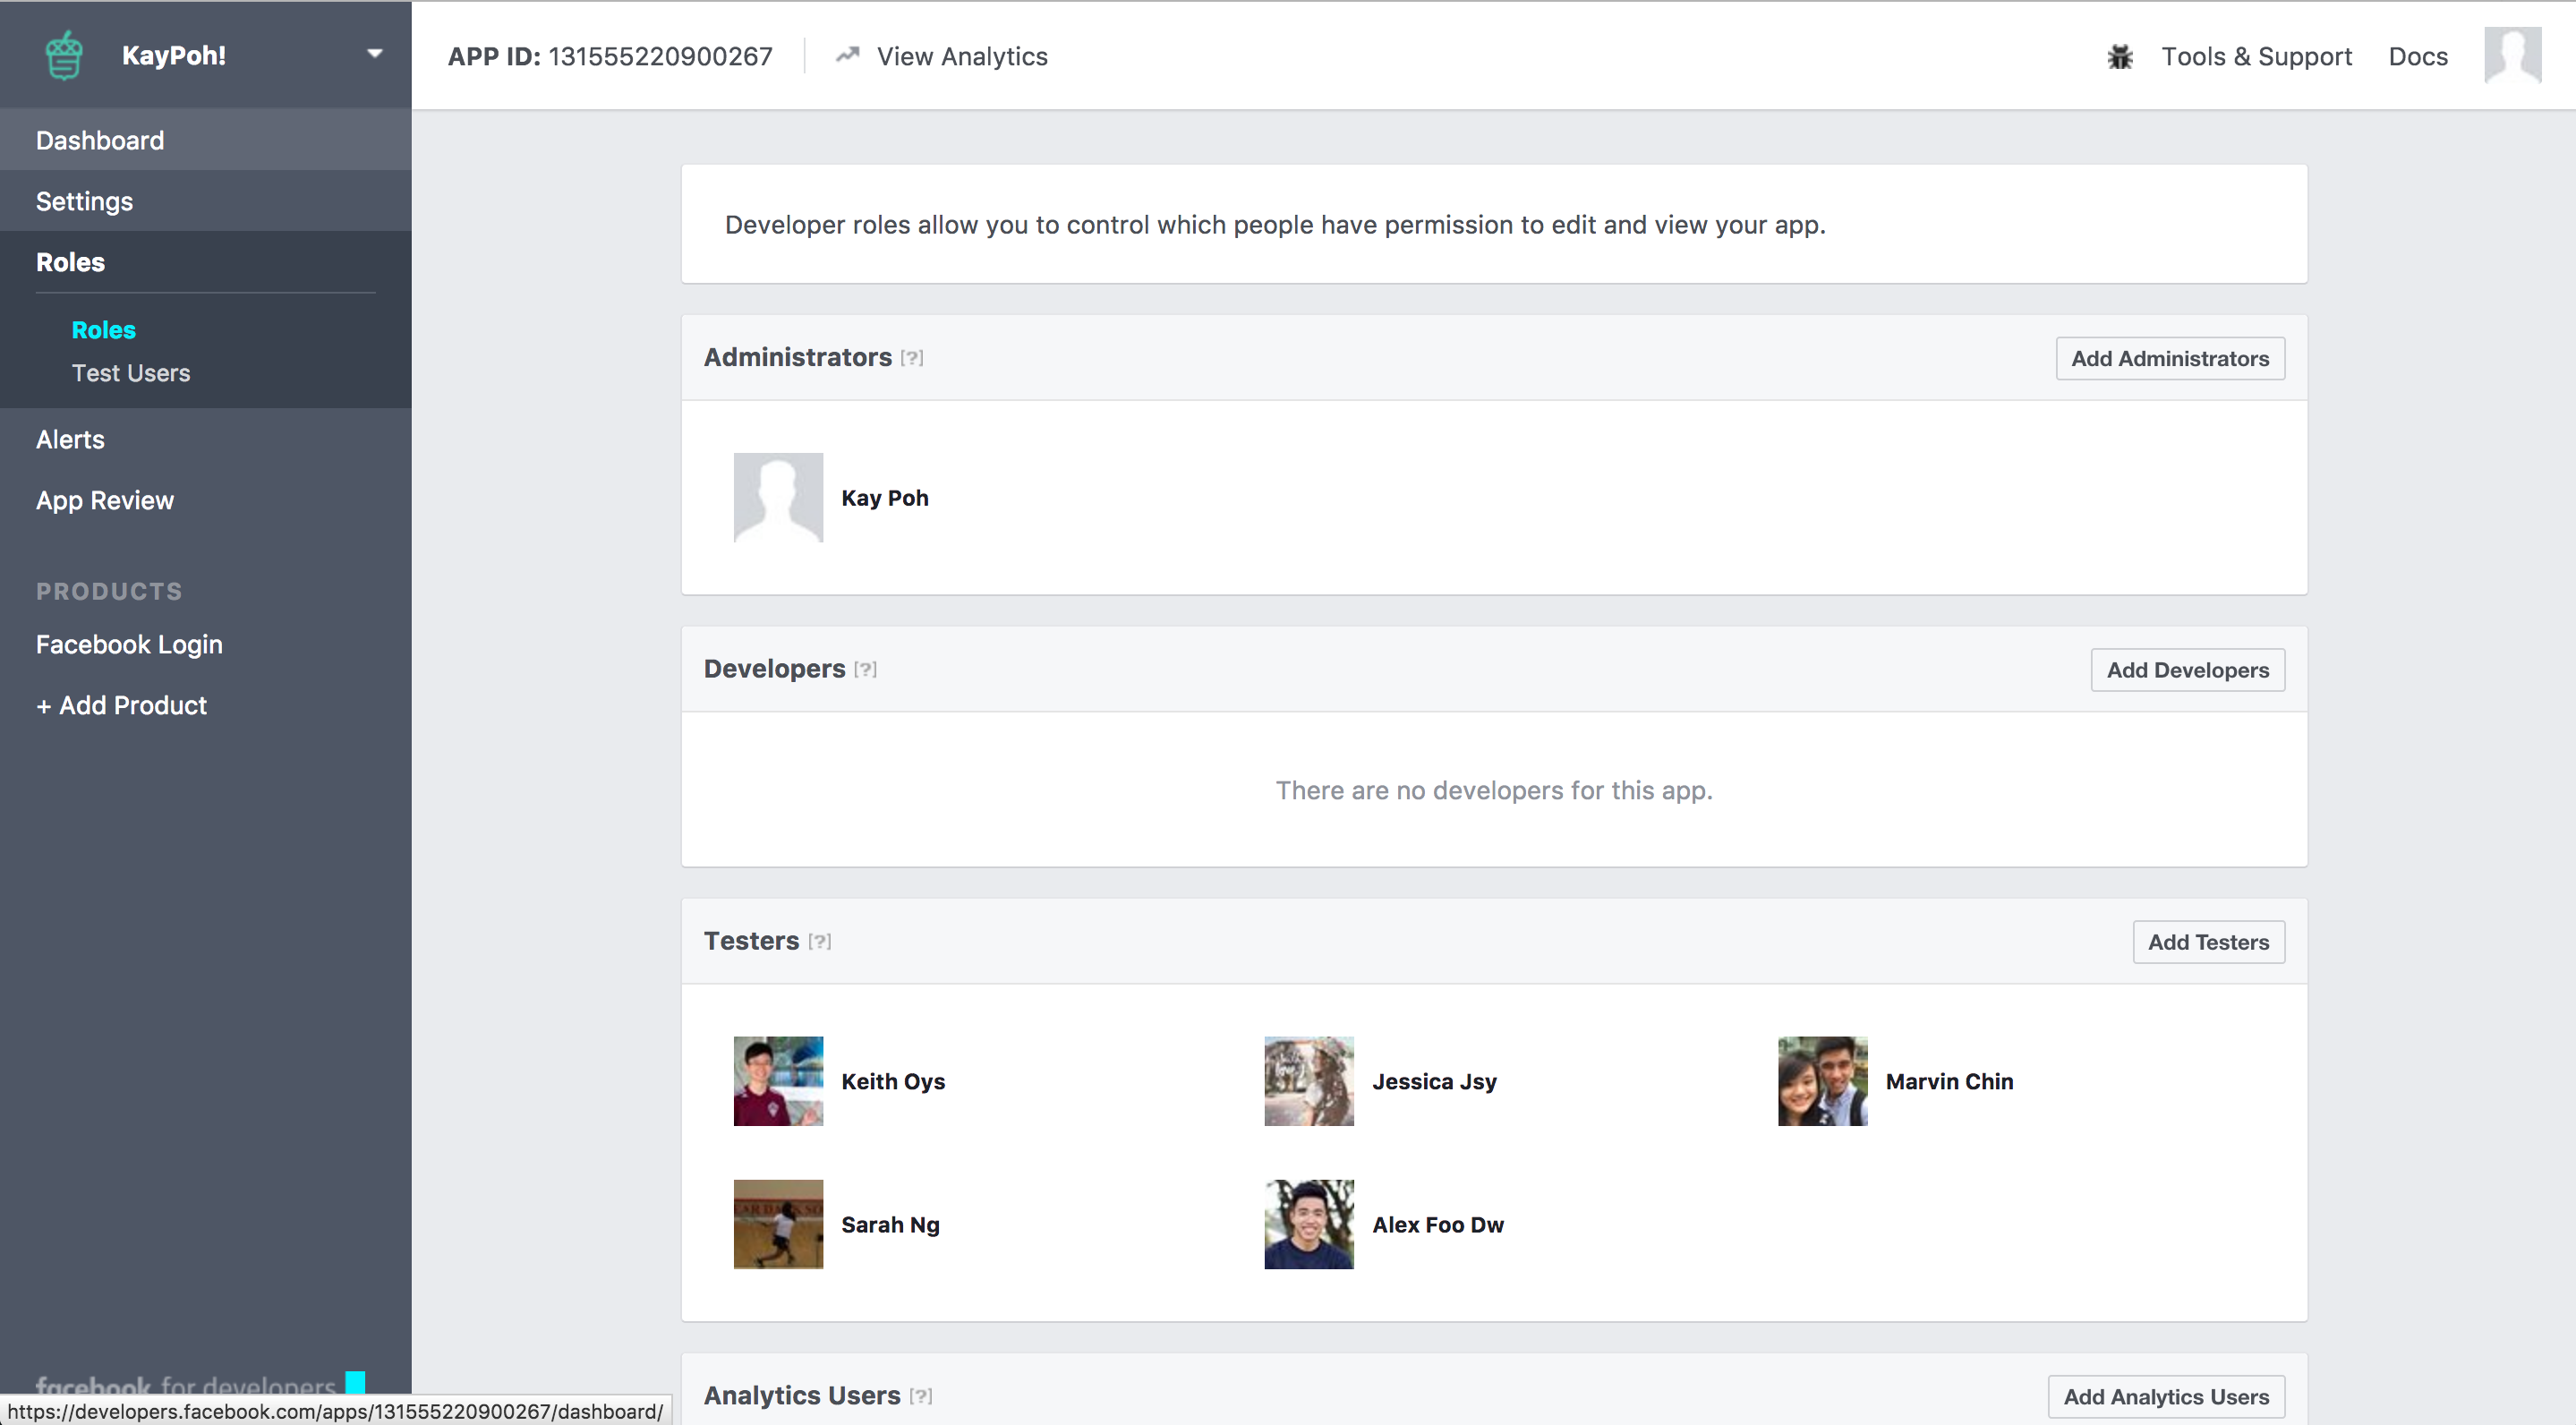 KayPoh!
APP ID: 131555220900267
View Analytics
Tools & Support
Docs
Dashboard
Settings
Roles
Roles
Test Users
Alerts
App Review
PRODUCTS
Facebook Login
+ Add Product
facebook for developers
https://developers.facebook.com/apps/131555220900267/dashboard/
Developer roles allow you to control which people have permission to edit and view your app.
Administrators [?]
Add Administrators
Kay Poh
Developers [?]
Add Developers
There are no developers for this app.
Testers [?]
Add Testers
Keith Oys
Jessica Jsy
Marvin Chin
Sarah Ng
Alex Foo Dw
Analytics Users [?]
Add Analytics Users